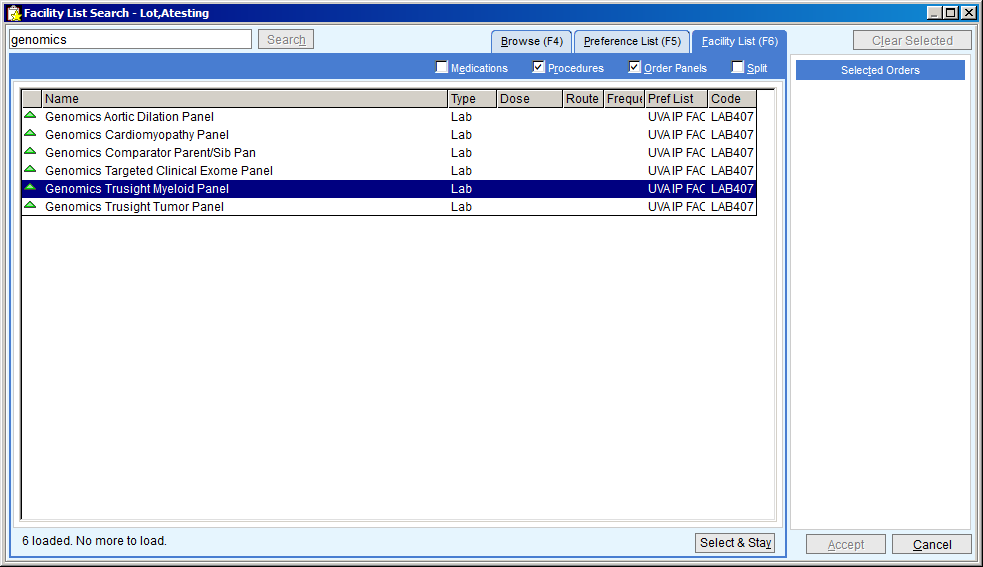 Facility List Search - Lot,Atesting
genomics
Search
Browse (F4)
Preference List (F5)
Facility List (F6)
Clear Selected
Medications
Procedures
Order Panels
Split
Selected Orders
Name Type Dose Route Freque Pref List Code
Genomics Aortic Dilation Panel Lab UVA IP FAC LAB407
Genomics Cardiomyopathy Panel Lab UVA IP FAC LAB407
Genomics Comparator Parent/Sib Pan Lab UVA IP FAC LAB407
Genomics Targeted Clinical Exome Panel Lab UVA IP FAC LAB407
Genomics Trusight Myeloid Panel Lab UVA IP FAC LAB407
Genomics Trusight Tumor Panel Lab UVA IP FAC LAB407
6 loaded. No more to load.
Select & Stay
Accept
Cancel